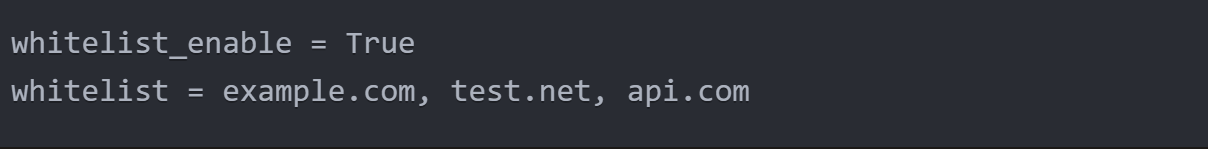 whitelist_enable = True
whitelist = example.com, test.net, api.com